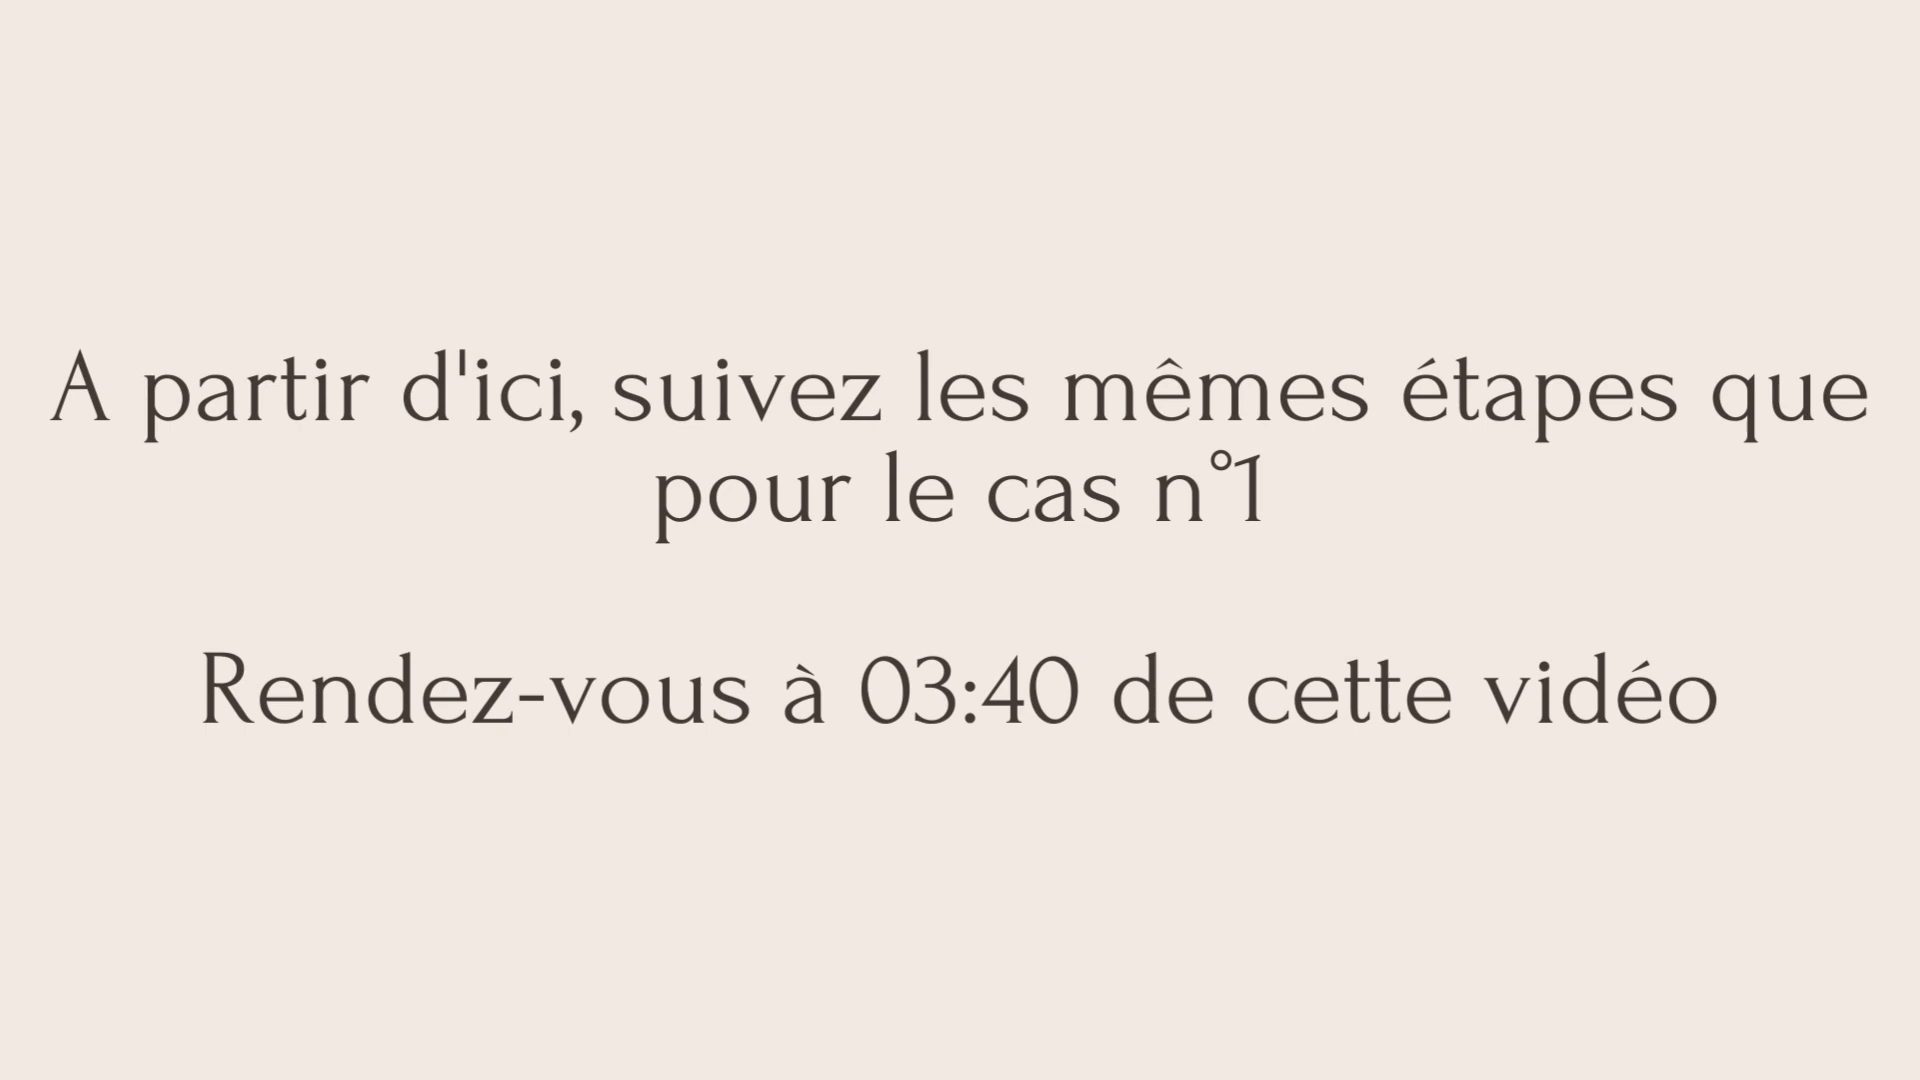 A partir d'ici, suivez les mêmes étapes que
pour le cas n°1
Rendez-vous à 03:40 de cette vidéo